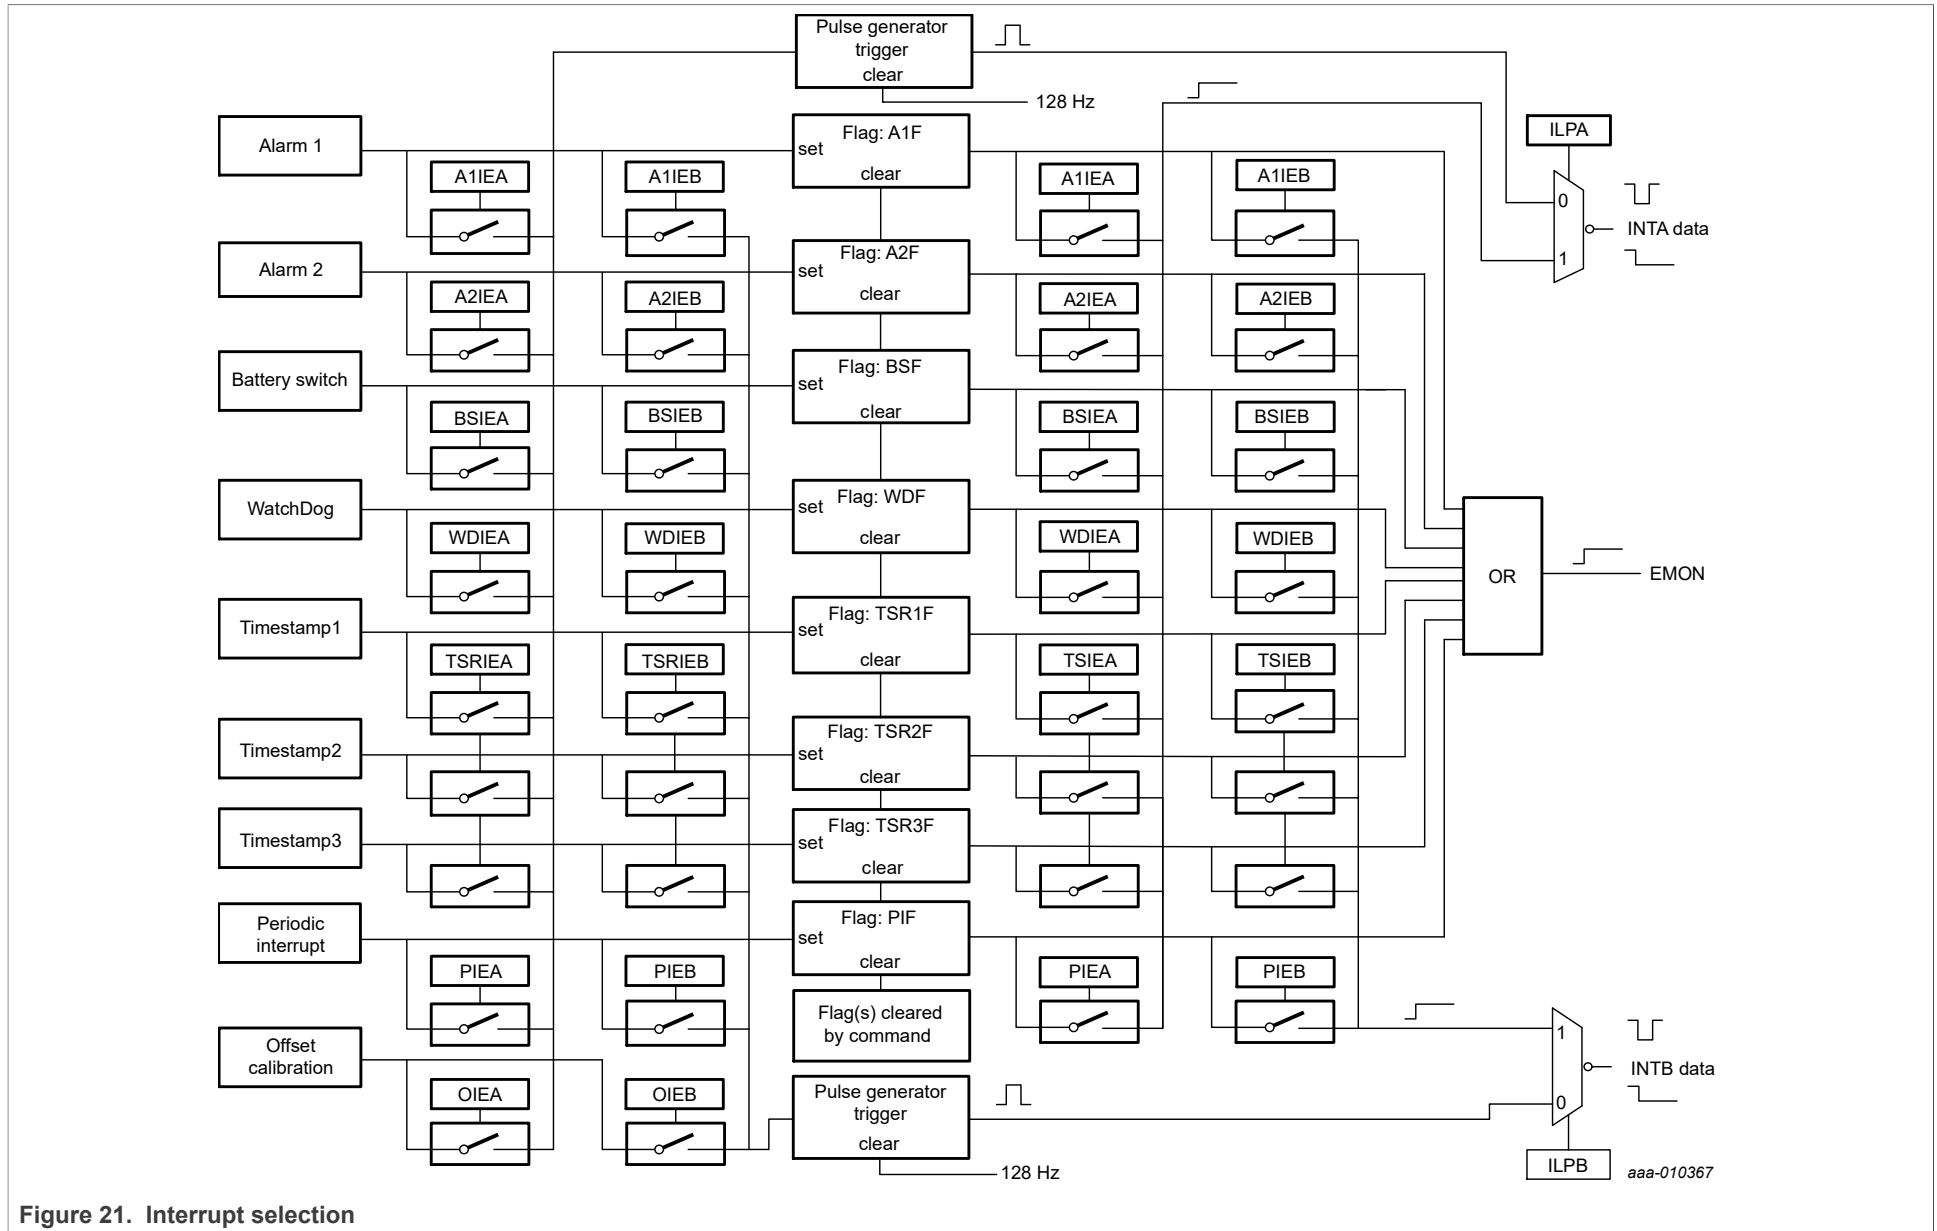 Pulse generator
trigger
clear
128 Hz
Alarm 1
Flag: A1F
set
clear
ILPA
A1IEA
A1IEB
A1IEA
A1IEB
0
INTA data
1
Alarm 2
Flag: A2F
set
clear
A2IEA
A2IEB
A2IEA
A2IEB
Battery switch
Flag: BSF
set
clear
BSIEA
BSIEB
BSIEA
BSIEB
WatchDog
Flag: WDF
set
clear
WDIEA
WDIEB
WDIEA
WDIEB
OR
EMON
Timestamp1
Flag: TSR1F
set
clear
TSRIEA
TSRIEB
TSIEA
TSIEB
Timestamp2
Flag: TSR2F
set
clear
Timestamp3
Flag: TSR3F
set
clear
Periodic
interrupt
Flag: PIF
set
clear
PIEA
PIEB
PIEA
PIEB
Flag(s) cleared
by command
1
INTB data
0
Offset
calibration
OIEA
OIEB
Pulse generator
trigger
clear
128 Hz
ILPB
aaa-010367
Figure 21. Interrupt selection